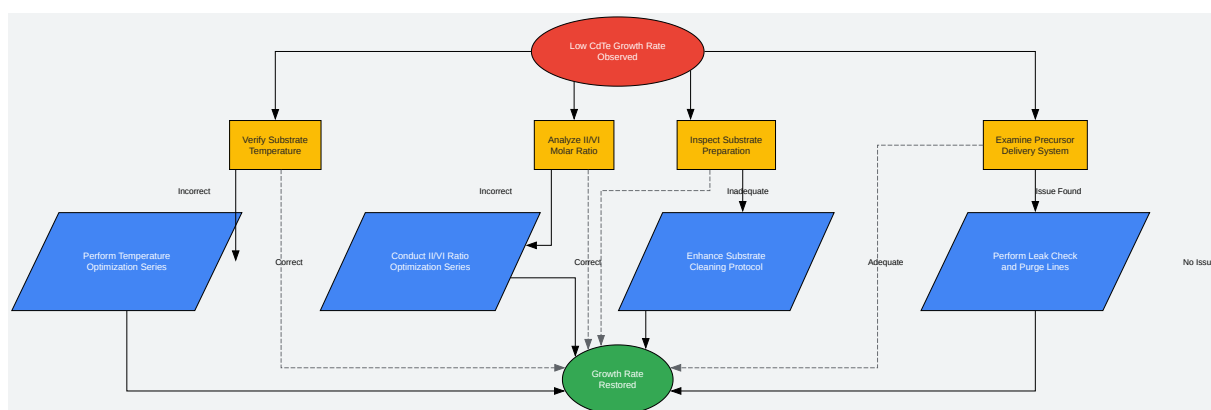 Low CdTe Growth Rate
Observed
Verify Substrate
Temperature
Analyze II/VI
Molar Ratio
Inspect Substrate
Preparation
Examine Precursor
Delivery System
Incorrect
Incorrect
Inadequate
Issue Found
Perform Temperature
Optimization Series
Correct
Conduct II/VI Ratio
Optimization Series
Correct
Enhance Substrate
Cleaning Protocol
Adequate
Perform Leak Check
and Purge Lines
No Issu
Growth Rate
Restored